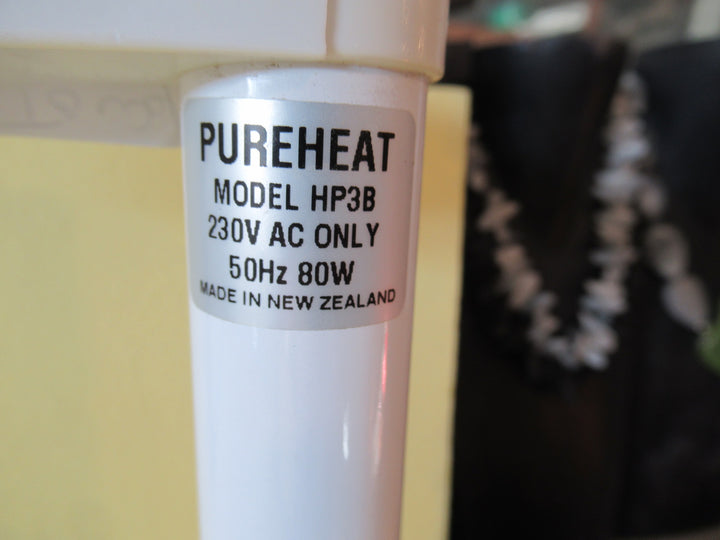 PUREHEAT
MODEL HP3B
230V AC ONLY
50Hz 80W
MADE IN NEW ZEALAND